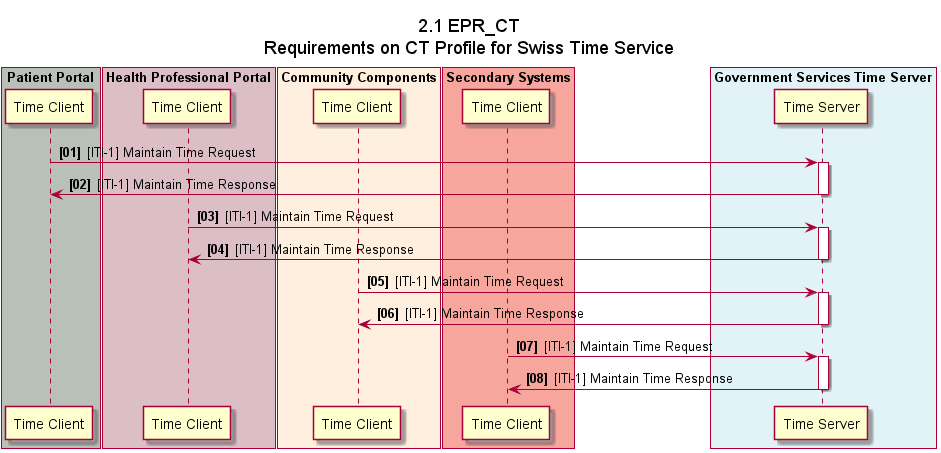 2.1 EPR_CT
Requirements on CT Profile for Swiss Time Service
Patient Portal
Health Professional Portal
Community Components
Secondary Systems
Government Services Time Server
Time Client
Time Client
Time Client
Time Client
Time Server
[01] [ITI-1] Maintain Time Request
[02] [ITI-1] Maintain Time Response
[03] [ITI-1] Maintain Time Request
[04] [ITI-1] Maintain Time Response
[05] [ITI-1] Maintain Time Request
[06] [ITI-1] Maintain Time Response
[07] [ITI-1] Maintain Time Request
[08] [ITI-1] Maintain Time Response
Time Client
Time Client
Time Client
Time Client
Time Server